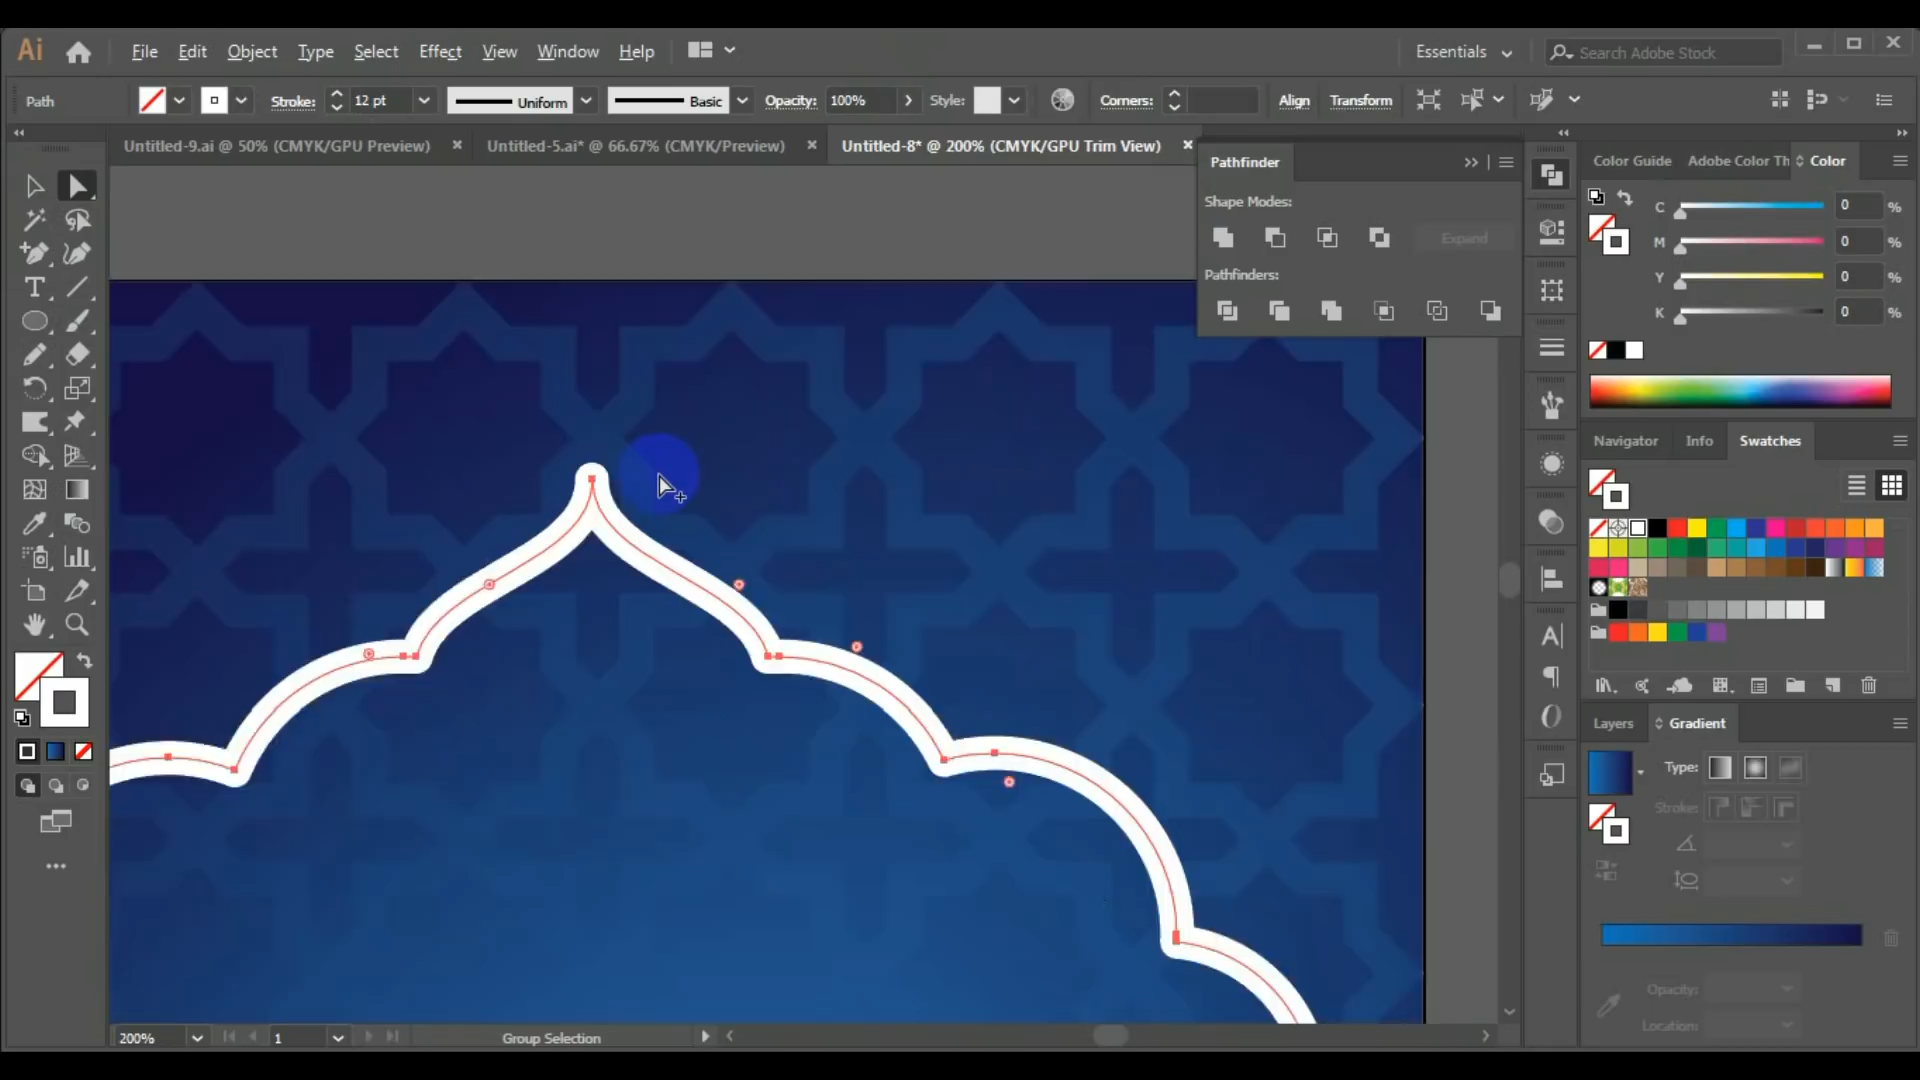 Ai File Edit Object Type Select Effect View Window Help Essentials Search Adobe Stock
Path Stroke: 12 pt Uniform Basic Opacity: 100% Style: Corners: Align Transform
Untitled-9.ai @ 50% (CMYK/GPU Preview) Untitled-5.ai* @ 66.67% (CMYK/Preview) Untitled-8* @ 200% (CMYK/GPU Trim View)
Pathfinder
Shape Modes:
Expand
Pathfinders:
Color Guide Adobe Color Th Color
C 0 %
M 0 %
Y 0 %
K 0 %
Navigator Info Swatches
Layers Gradient
Type:
Stroke:
Opacity:
Location:
200% 1 Group Selection